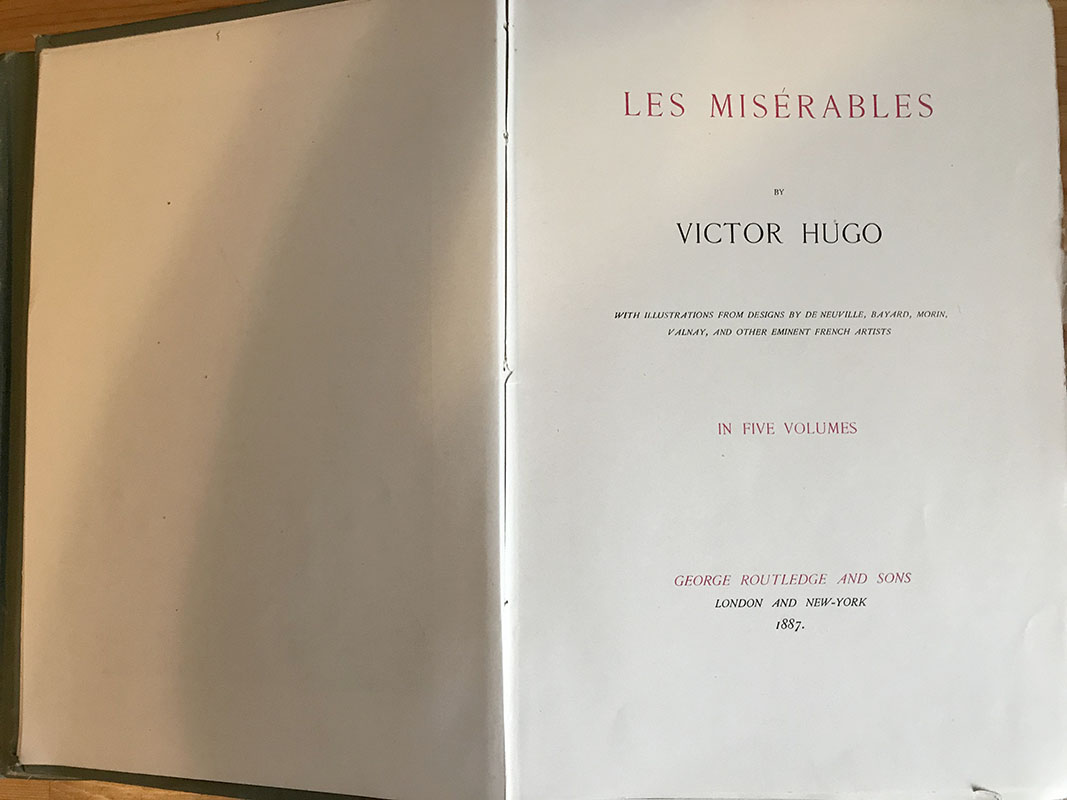 LES MISÉRABLES
BY
VICTOR HUGO
WITH ILLUSTRATIONS FROM DESIGNS BY DE NEUVILLE, BAYARD, MORIN,
VALNAY, AND OTHER EMINENT FRENCH ARTISTS
IN FIVE VOLUMES
GEORGE ROUTLEDGE AND SONS
LONDON AND NEW-YORK
1887.